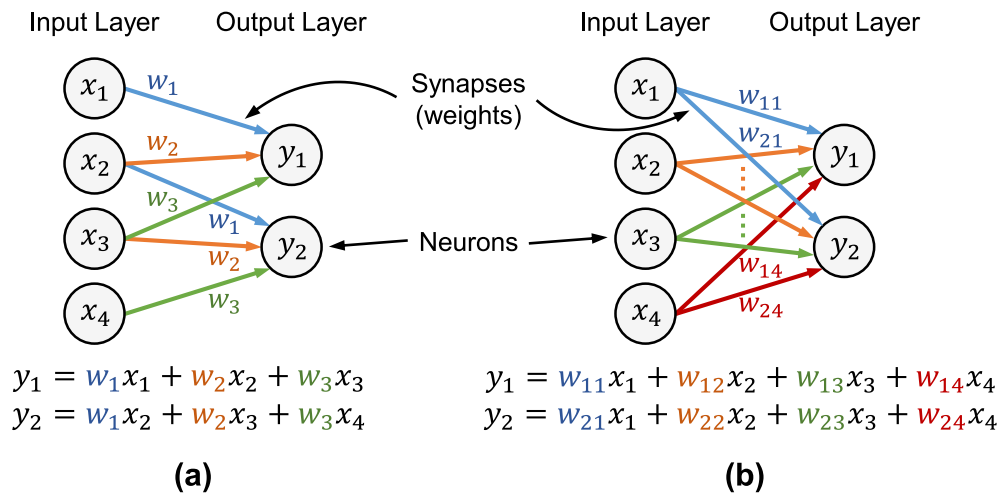 Input Layer Output Layer
x₁
x₂
x₃
x₄
w₁
w₂
w₃
w₁
w₂
w₃
y₁
y₂
Synapses
(weights)
Neurons
Input Layer Output Layer
x₁
x₂
x₃
x₄
w₁₁
w₂₁
w₁₄
w₂₄
y₁
y₂
y₁ = w₁x₁ + w₂x₂ + w₃x₃
y₂ = w₁x₂ + w₂x₃ + w₃x₄
(a)
y₁ = w₁₁x₁ + w₁₂x₂ + w₁₃x₃ + w₁₄x₄
y₂ = w₂₁x₁ + w₂₂x₂ + w₂₃x₃ + w₂₄x₄
(b)